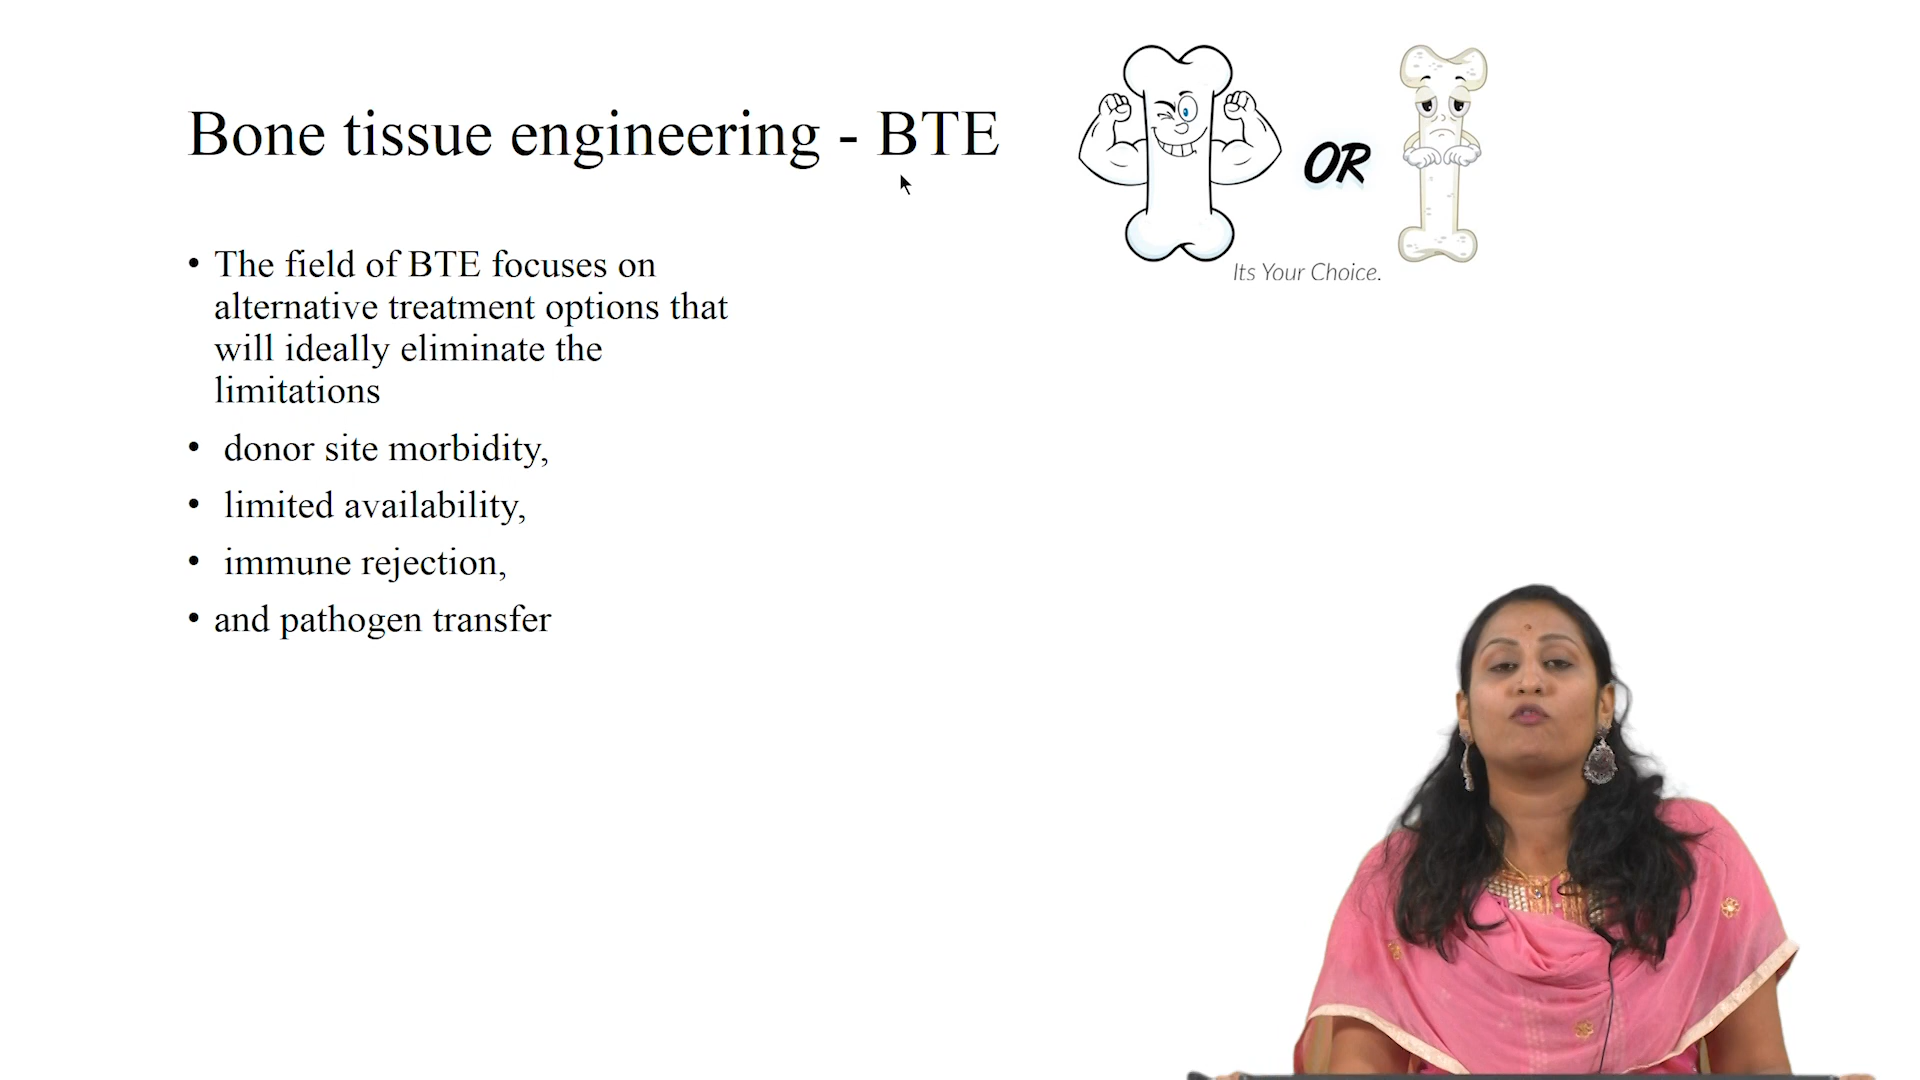 Bone tissue engineering - BTE
OR
Its Your Choice.
• The field of BTE focuses on
alternative treatment options that
will ideally eliminate the
limitations
• donor site morbidity,
• limited availability,
• immune rejection,
• and pathogen transfer